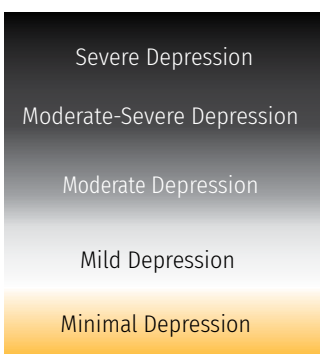 Severe Depression
Moderate-Severe Depression
Moderate Depression
Mild Depression
Minimal Depression